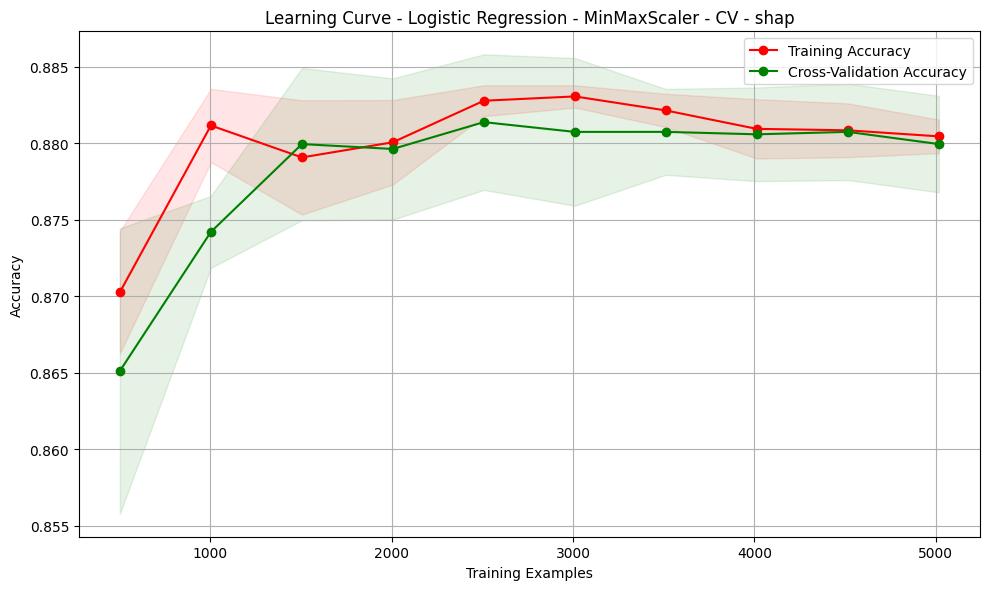 Learning Curve - Logistic Regression - MinMaxScaler - CV - shap
Training Accuracy
Cross-Validation Accuracy
Accuracy
0.885
0.880
0.875
0.870
0.865
0.860
0.855
1000 2000 3000 4000 5000
Training Examples